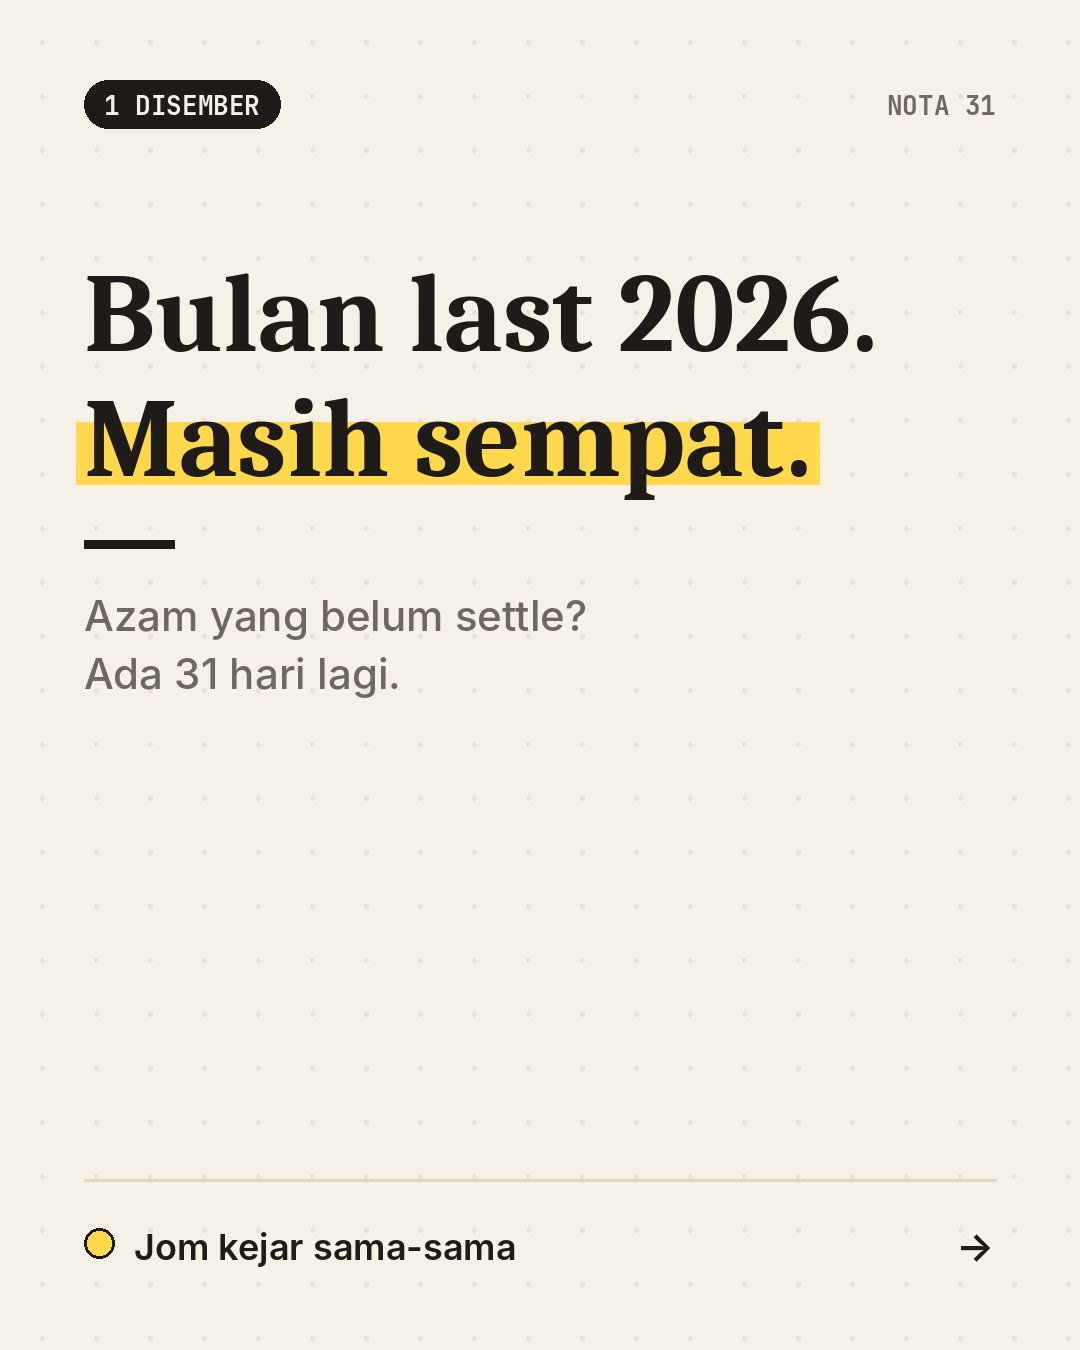 1 DISEMBER
NOTA 31
Bulan last 2026.
Masih sempat.
Azam yang belum settle?
Ada 31 hari lagi.
Jom kejar sama-sama →